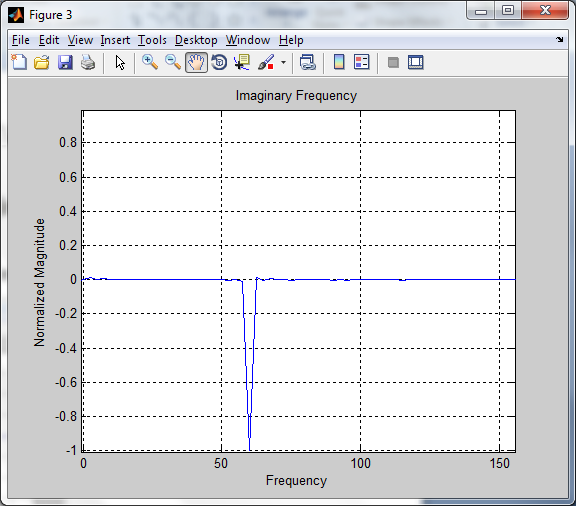 Figure 3
File Edit View Insert Tools Desktop Window Help
Imaginary Frequency
0.8
0.6
0.4
0.2
0
-0.2
-0.4
-0.6
-0.8
-1
Normalized Magnitude
0 50 100 150
Frequency